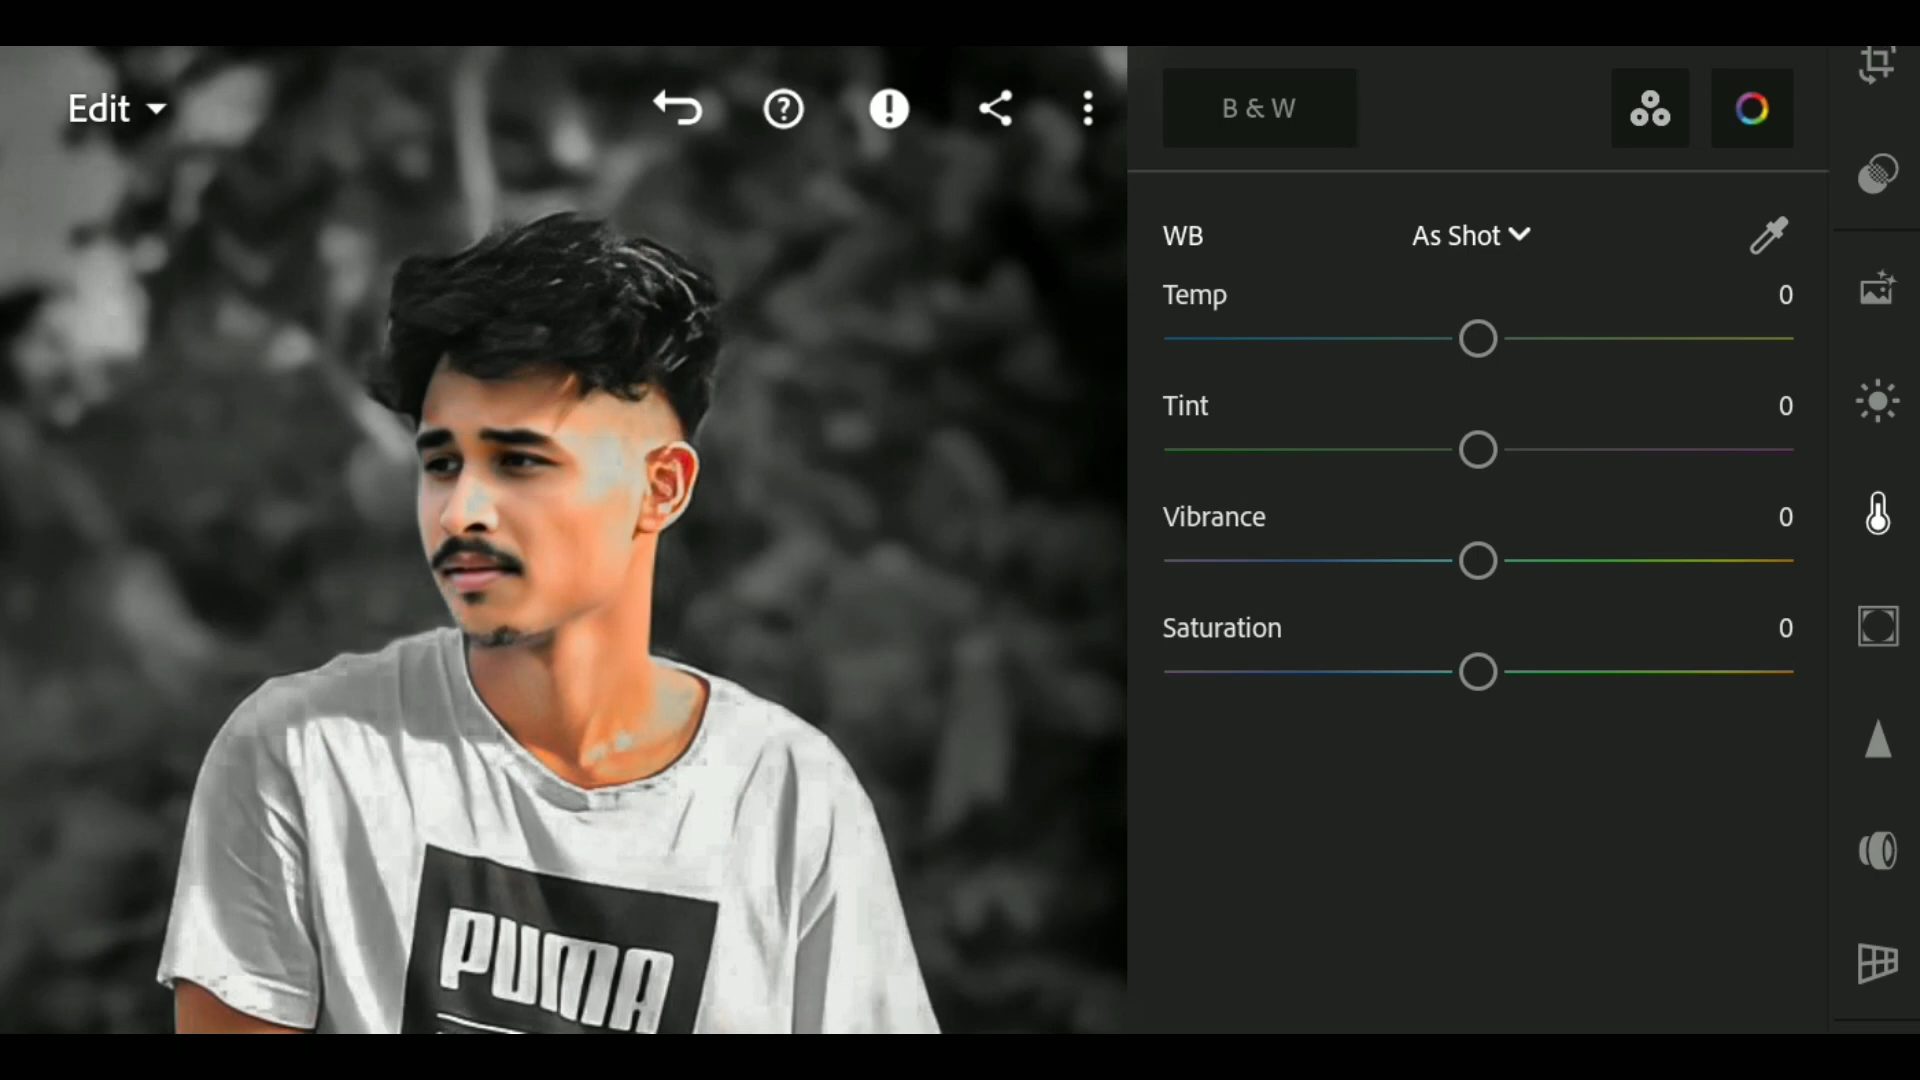 Edit
B & W
WB As Shot
Temp 0
Tint 0
Vibrance 0
Saturation 0
PUMA